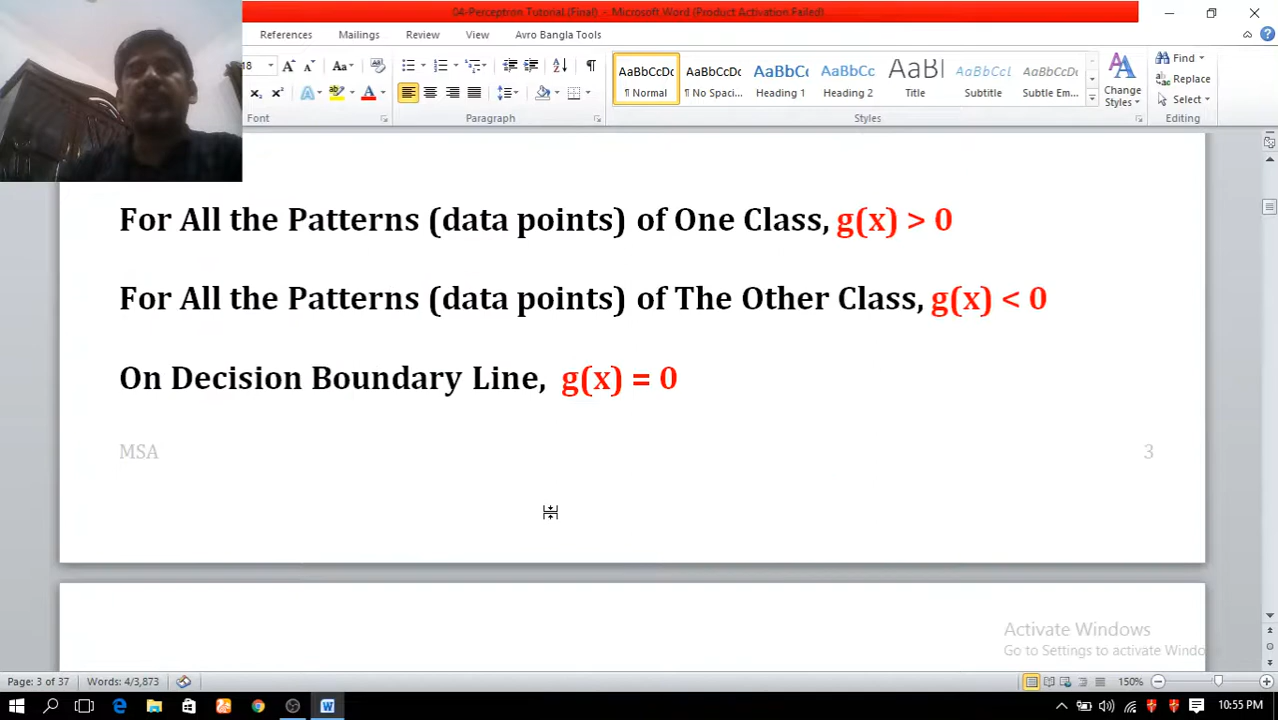 04-Perceptron Tutorial (Final) - Microsoft Word (Product Activation Failed)
References Mailings Review View Avro Bangla Tools
18 Aa
AaBbCcDc AaBbCcDc AaBbCc AaBbCc AaBl AaBbCcL AaBbCcDc
¶ Normal ¶ No Spaci... Heading 1 Heading 2 Title Subtitle Subtle Em...
Change Styles
Find
Replace
Select
Font Paragraph Styles Editing
For All the Patterns (data points) of One Class, g(x) > 0
For All the Patterns (data points) of The Other Class, g(x) < 0
On Decision Boundary Line, g(x) = 0
MSA 3
Activate Windows
Go to Settings to activate Windo
Page: 3 of 37 Words: 4/3,873 150%
10:55 PM